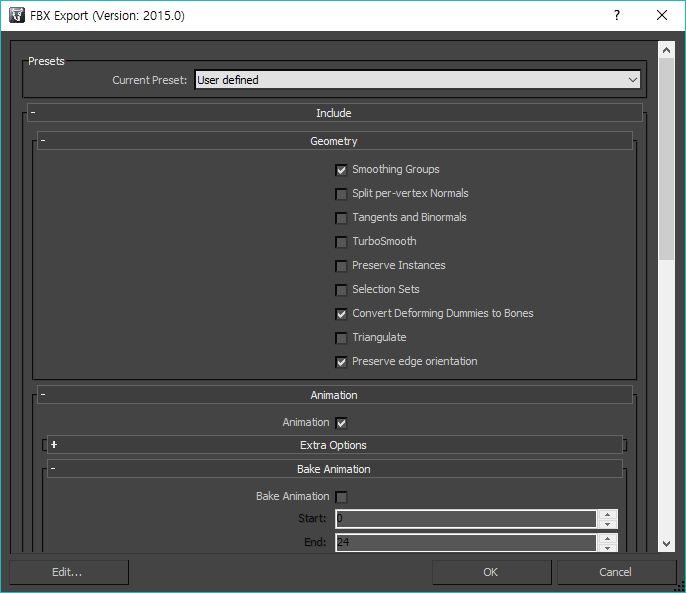 FBX Export (Version: 2015.0)
Presets
Current Preset: User defined
- Include
- Geometry
Smoothing Groups
Split per-vertex Normals
Tangents and Binormals
TurboSmooth
Preserve Instances
Selection Sets
Convert Deforming Dummies to Bones
Triangulate
Preserve edge orientation
- Animation
Animation
+ Extra Options
- Bake Animation
Bake Animation
Start: 0
End: 24
Edit... OK Cancel